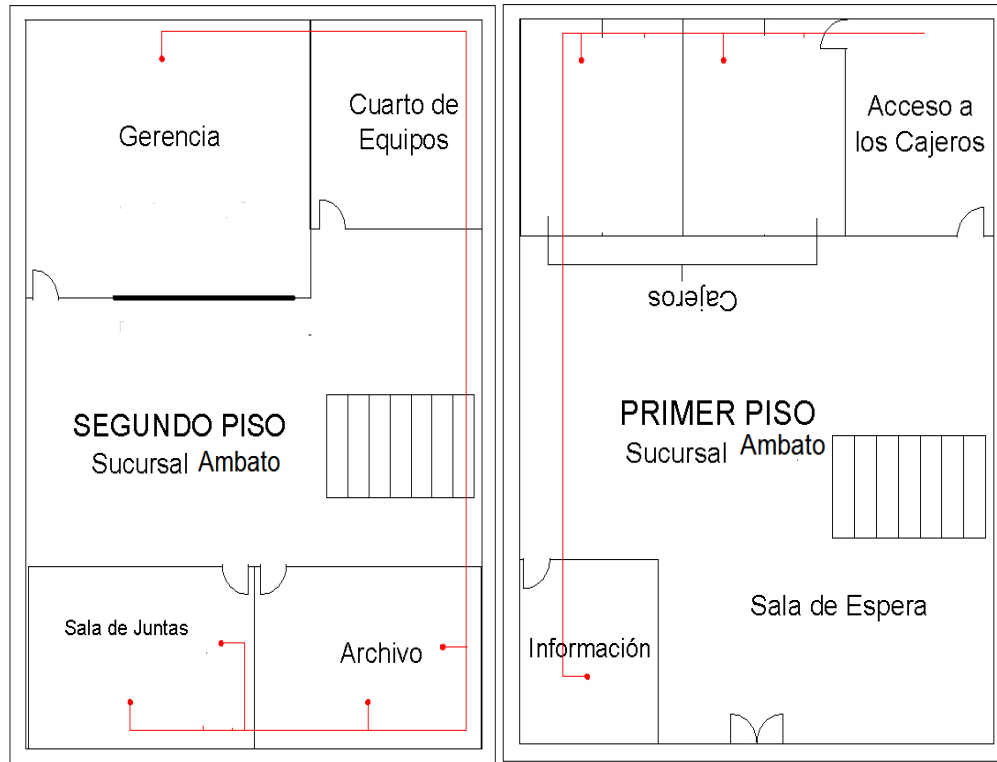 Gerencia
Cuarto de
Equipos
SEGUNDO PISO
Sucursal Ambato
Sala de Juntas
Archivo
Acceso a
los Cajeros
Cajeros
PRIMER PISO
Sucursal Ambato
Sala de Espera
Información